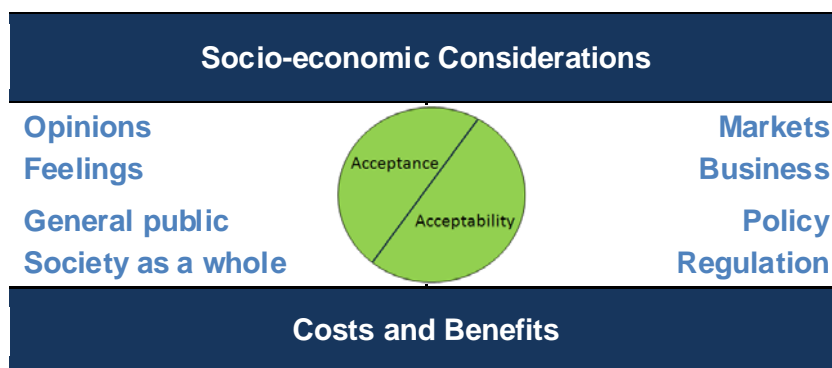 Socio-economic Considerations
Opinions
Feelings
General public
Society as a whole
Acceptance
Acceptability
Markets
Business
Policy
Regulation
Costs and Benefits